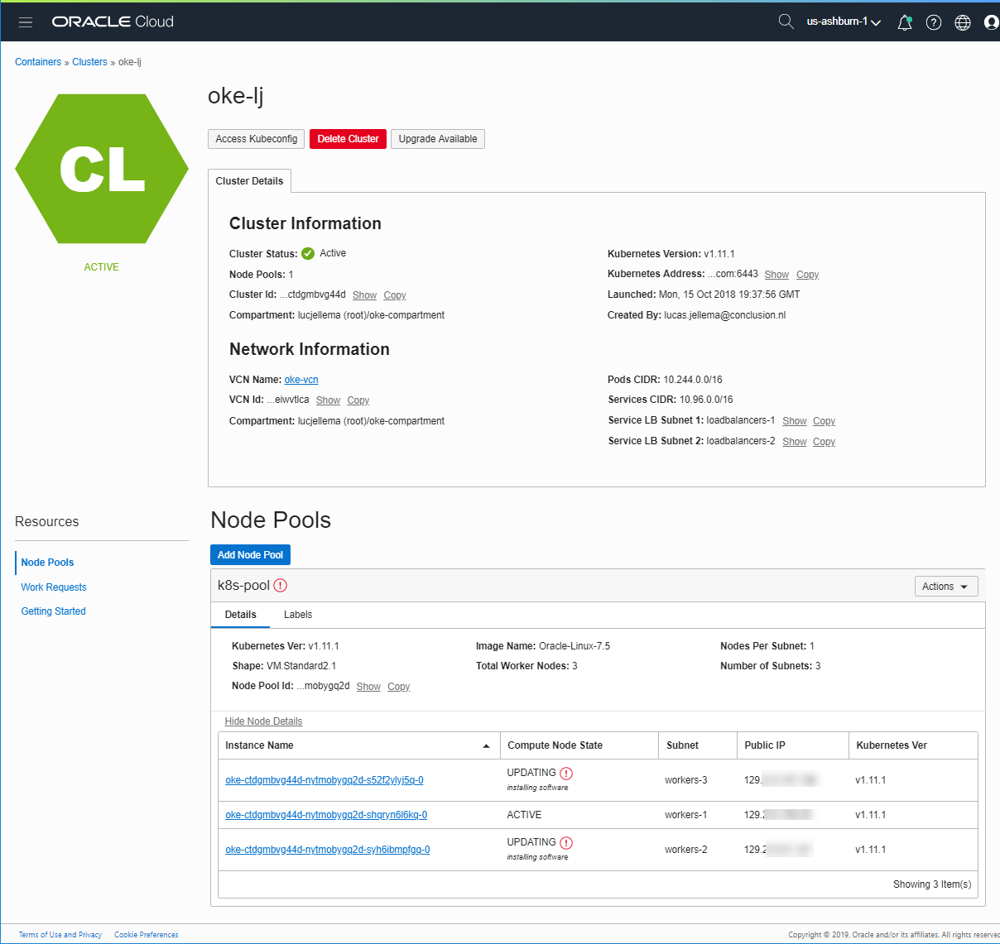 ORACLE Cloud
us-ashburn-1
Containers » Clusters » oke-lj
CL
ACTIVE
oke-lj
Access Kubeconfig
Delete Cluster
Upgrade Available
Cluster Details
Cluster Information
Cluster Status: Active
Node Pools: 1
Cluster Id: ...ctdgmbvg44d Show Copy
Compartment: lucjellema (root)/oke-compartment
Kubernetes Version: v1.11.1
Kubernetes Address: ...com:6443 Show Copy
Launched: Mon, 15 Oct 2018 19:37:56 GMT
Created By: lucas.jellema@conclusion.nl
Network Information
VCN Name: oke-vcn
VCN Id: ...eiwvtlca Show Copy
Compartment: lucjellema (root)/oke-compartment
Pods CIDR: 10.244.0.0/16
Services CIDR: 10.96.0.0/16
Service LB Subnet 1: loadbalancers-1 Show Copy
Service LB Subnet 2: loadbalancers-2 Show Copy
Resources
Node Pools
Work Requests
Getting Started
Node Pools
Add Node Pool
k8s-pool
Actions
Details
Labels
Kubernetes Ver: v1.11.1
Image Name: Oracle-Linux-7.5
Nodes Per Subnet: 1
Shape: VM.Standard2.1
Total Worker Nodes: 3
Number of Subnets: 3
Node Pool Id: ...mobygq2d Show Copy
Hide Node Details
Instance Name Compute Node State Subnet Public IP Kubernetes Ver
oke-ctdgmbvg44d-nytmobygq2d-s52f2ylyj5q-0 UPDATING workers-3 129. v1.11.1
installing software
oke-ctdgmbvg44d-nytmobygq2d-shqryn6l6kq-0 ACTIVE workers-1 129. v1.11.1
oke-ctdgmbvg44d-nytmobygq2d-syh6ibmpfgq-0 UPDATING workers-2 129. v1.11.1
installing software
Showing 3 Item(s)
Terms of Use and Privacy
Cookie Preferences
Copyright © 2019, Oracle and/or its affiliates. All rights reserved